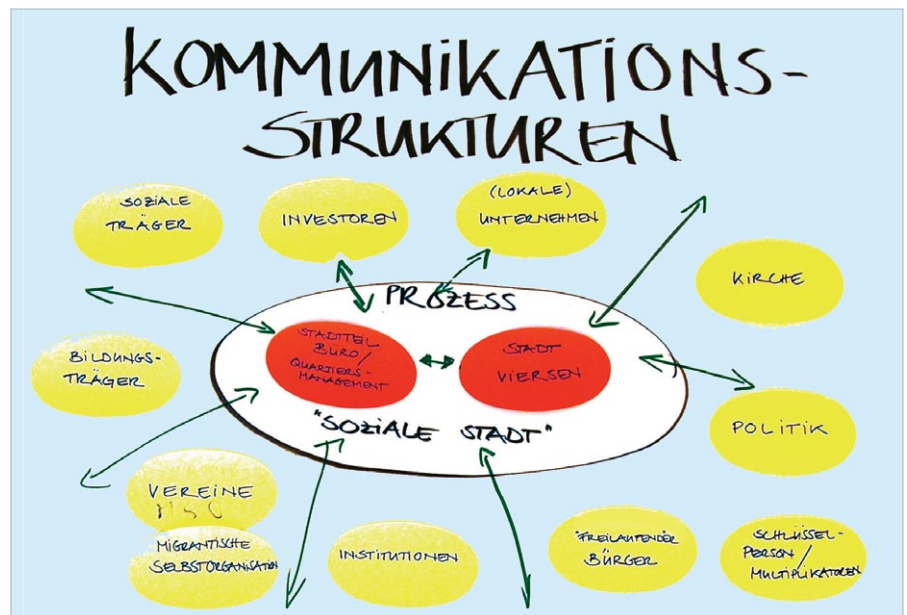 KOMMUNIKATIONS-
STRUKTUREN
SOZIALE
TRÄGER
INVESTOREN
(LOKALE)
UNTERNEHMEN
KIRCHE
PROZESS
STADTTEIL
BÜRO/
QUARTIERS-
MANAGEMENT
STADT
VIERSEN
"SOZIALE STADT"
BILDUNGS-
TRÄGER
POLITIK
VEREINE
MIGRANTISCHE
SELBSTORGANISATION
INSTITUTIONEN
"FREILAUFENDER"
BÜRGER
SCHLÜSSEL-
PERSON/
MULTIPLIKATOREN